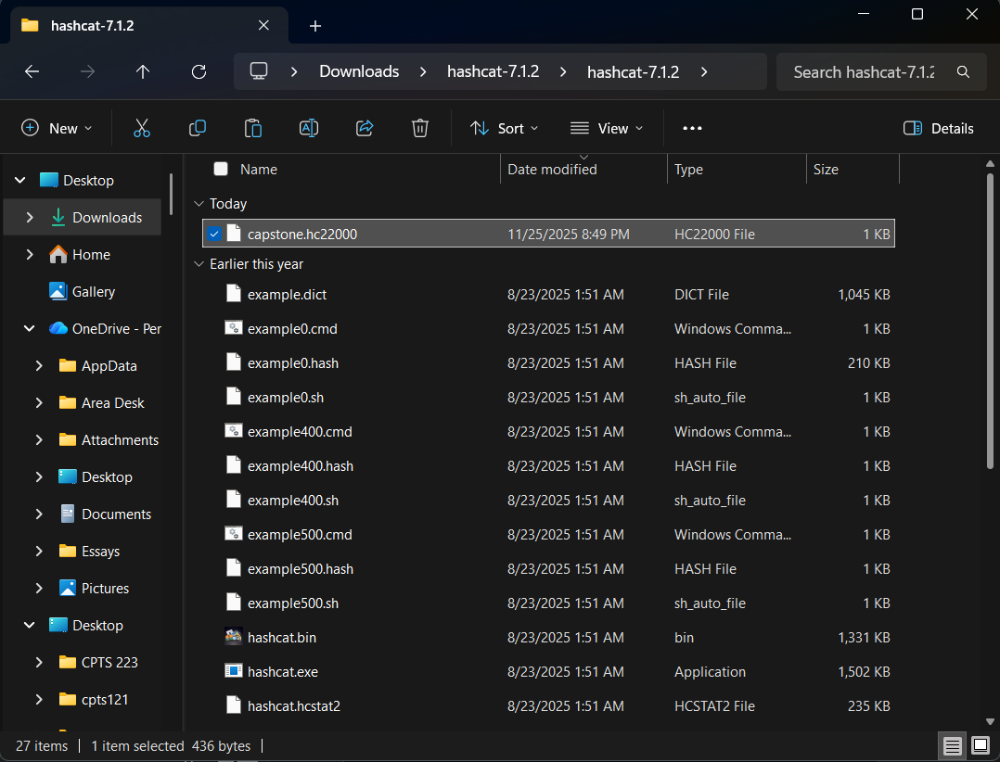 hashcat-7.1.2
Downloads hashcat-7.1.2 hashcat-7.1.2 Search hashcat-7.1.2
New Sort View Details
Name Date modified Type Size
Desktop
Downloads
Home
Gallery
OneDrive - Per
AppData
Area Desk
Attachments
Desktop
Documents
Essays
Pictures
Desktop
CPTS 223
cpts121
Today
capstone.hc22000 11/25/2025 8:49 PM HC22000 File 1 KB
Earlier this year
example.dict 8/23/2025 1:51 AM DICT File 1,045 KB
example0.cmd 8/23/2025 1:51 AM Windows Comma... 1 KB
example0.hash 8/23/2025 1:51 AM HASH File 210 KB
example0.sh 8/23/2025 1:51 AM sh_auto_file 1 KB
example400.cmd 8/23/2025 1:51 AM Windows Comma... 1 KB
example400.hash 8/23/2025 1:51 AM HASH File 1 KB
example400.sh 8/23/2025 1:51 AM sh_auto_file 1 KB
example500.cmd 8/23/2025 1:51 AM Windows Comma... 1 KB
example500.hash 8/23/2025 1:51 AM HASH File 1 KB
example500.sh 8/23/2025 1:51 AM sh_auto_file 1 KB
hashcat.bin 8/23/2025 1:51 AM bin 1,331 KB
hashcat.exe 8/23/2025 1:51 AM Application 1,502 KB
hashcat.hcstat2 8/23/2025 1:51 AM HCSTAT2 File 235 KB
27 items 1 item selected 436 bytes